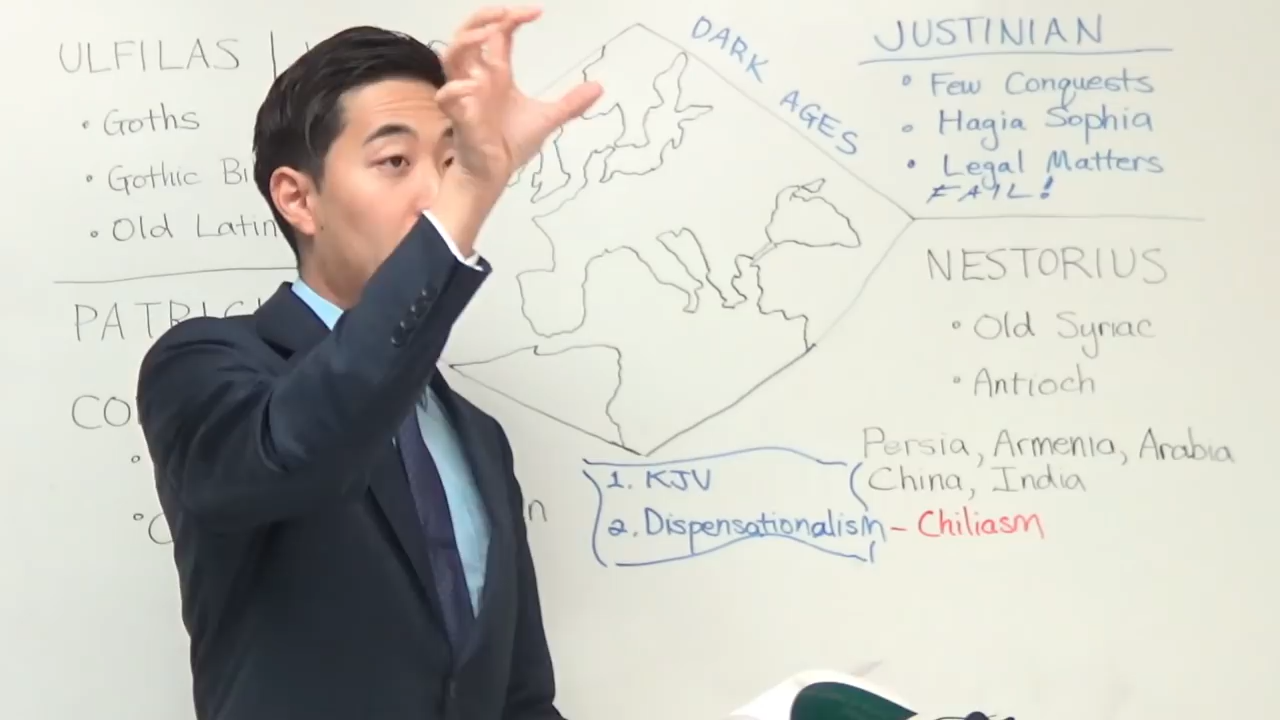 ULFILAS
• Goths
• Gothic
• Old Latin
DARK AGES
JUSTINIAN
• Few Conquests
• Hagia Sophia
• Legal Matters
FAIL!
NESTORIUS
• Old Syriac
• Antioch
Persia, Armenia, Arabia
China, India
1. KJV
2. Dispensationalism - Chiliasm